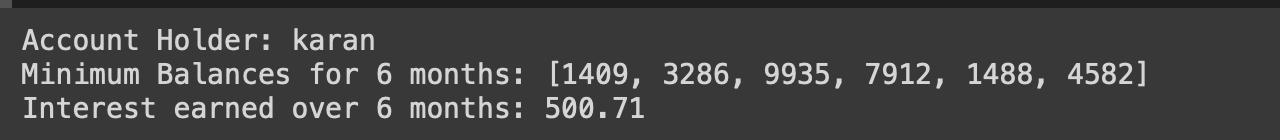 Account Holder: karan
Minimum Balances for 6 months: [1409, 3286, 9935, 7912, 1488, 4582]
Interest earned over 6 months: 500.71